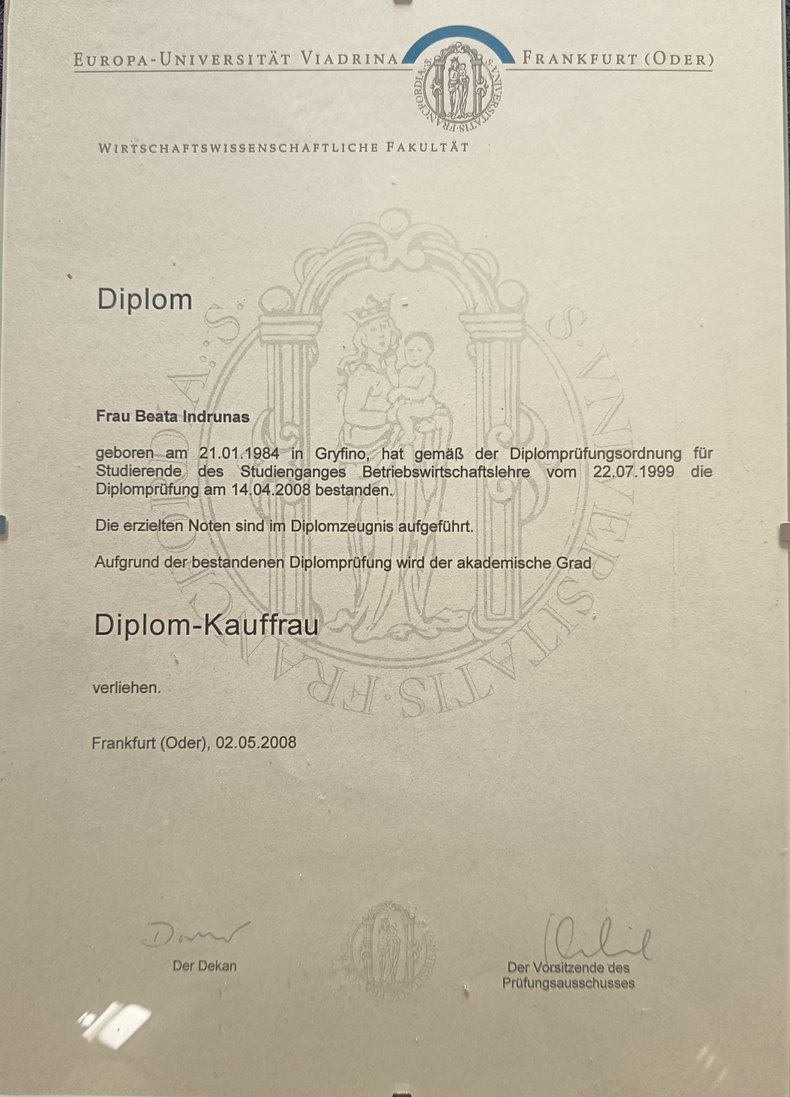 EUROPA-UNIVERSITÄT VIADRINA FRANKFURT (ODER)
WIRTSCHAFTSWISSENSCHAFTLICHE FAKULTÄT
Diplom
Frau Beata Indrunas
geboren am 21.01.1984 in Gryfino, hat gemäß der Diplomprüfungsordnung für
Studierende des Studienganges Betriebswirtschaftslehre vom 22.07.1999 die
Diplomprüfung am 14.04.2008 bestanden.
Die erzielten Noten sind im Diplomzeugnis aufgeführt.
Aufgrund der bestandenen Diplomprüfung wird der akademische Grad
Diplom-Kauffrau
verliehen.
Frankfurt (Oder), 02.05.2008
Der Dekan
Der Vorsitzende des
Prüfungsausschusses